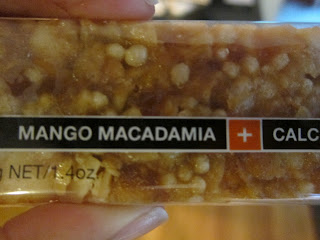 MANGO MACADAMIA + CALC
g NET/1.4oz